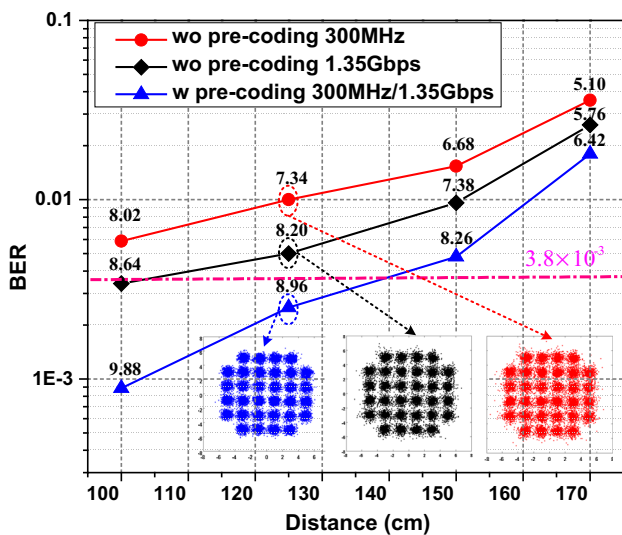 0.1
0.01
1E-3
BER
wo pre-coding 300MHz
wo pre-coding 1.35Gbps
w pre-coding 300MHz/1.35Gbps
5.10
5.76
6.42
6.68
7.38
8.26
7.34
8.20
8.96
8.02
8.64
9.88
3.8×10⁻³
100 110 120 130 140 150 160 170
Distance (cm)